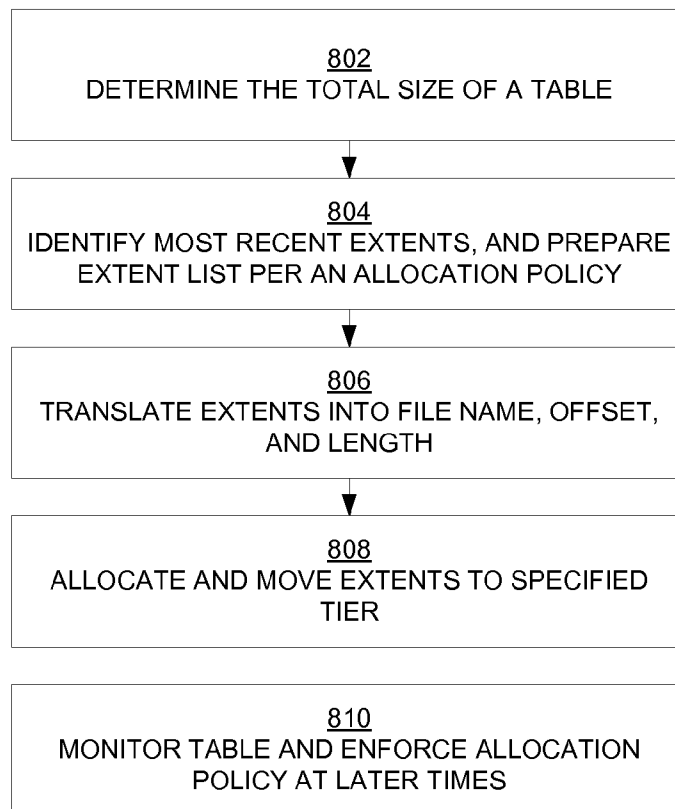 802
DETERMINE THE TOTAL SIZE OF A TABLE
804
IDENTIFY MOST RECENT EXTENTS, AND PREPARE
EXTENT LIST PER AN ALLOCATION POLICY
806
TRANSLATE EXTENTS INTO FILE NAME, OFFSET,
AND LENGTH
808
ALLOCATE AND MOVE EXTENTS TO SPECIFIED
TIER
810
MONITOR TABLE AND ENFORCE ALLOCATION
POLICY AT LATER TIMES